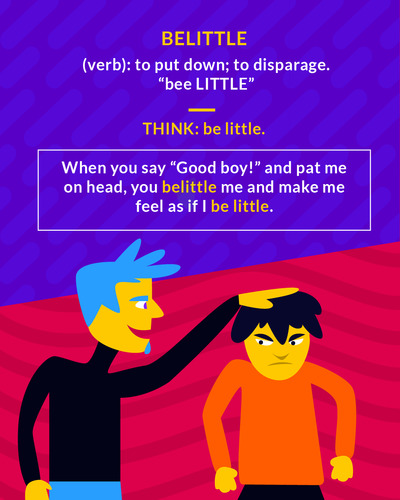 BELITTLE
(verb): to put down; to disparage.
“bee LITTLE”
THINK: be little.
When you say “Good boy!” and pat me
on head, you belittle me and make me
feel as if I be little.